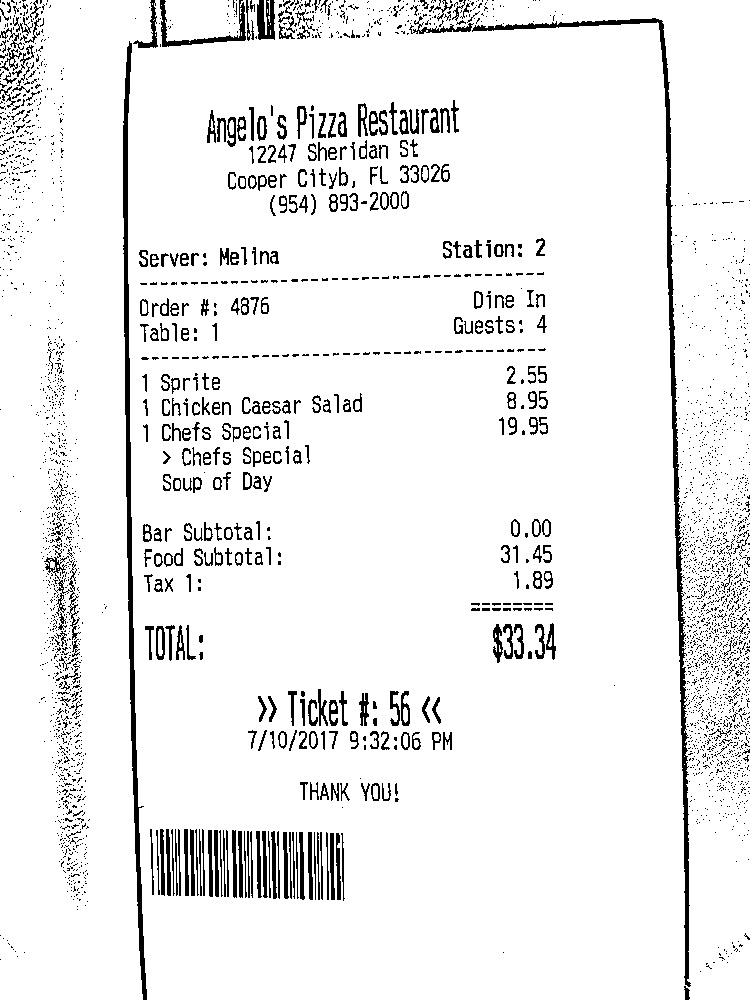 Angelo's Pizza Restaurant
12247 Sheridan St
Cooper Cityb, FL 33026
(954) 893-2000
Server: Melina Station: 2
Order #: 4876 Dine In
Table: 1 Guests: 4
1 Sprite 2.55
1 Chicken Caesar Salad 8.95
1 Chefs Special 19.95
> Chefs Special
Soup of Day
Bar Subtotal: 0.00
Food Subtotal: 31.45
Tax 1: 1.89
========
TOTAL: $33.34
>> Ticket #: 56 <<
7/10/2017 9:32:06 PM
THANK YOU!